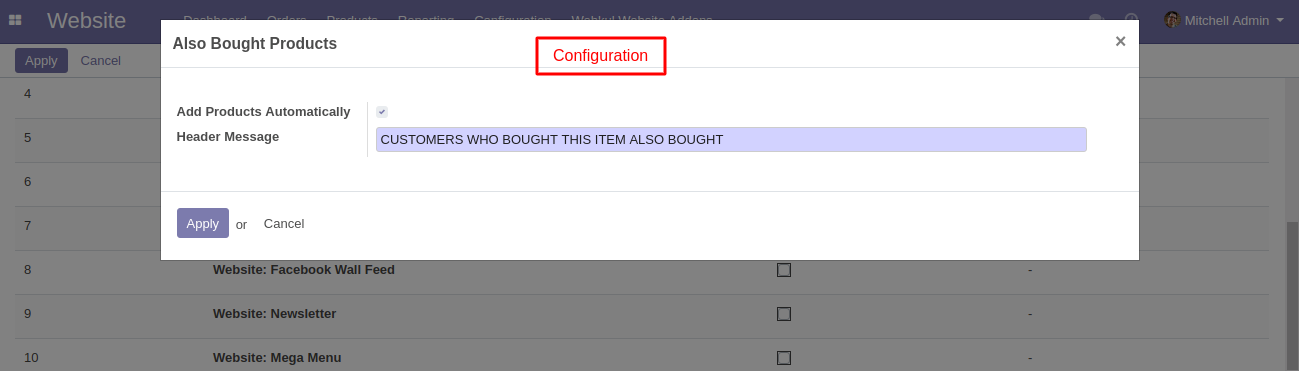 Website Dashboard Orders Products Reporting Configuration Webkul Website Addons Mitchell Admin
Also Bought Products ×
Configuration
Apply Cancel
4
Add Products Automatically
5
Header Message CUSTOMERS WHO BOUGHT THIS ITEM ALSO BOUGHT
6
7
Apply or Cancel
8 Website: Facebook Wall Feed -
9 Website: Newsletter -
10 Website: Mega Menu -